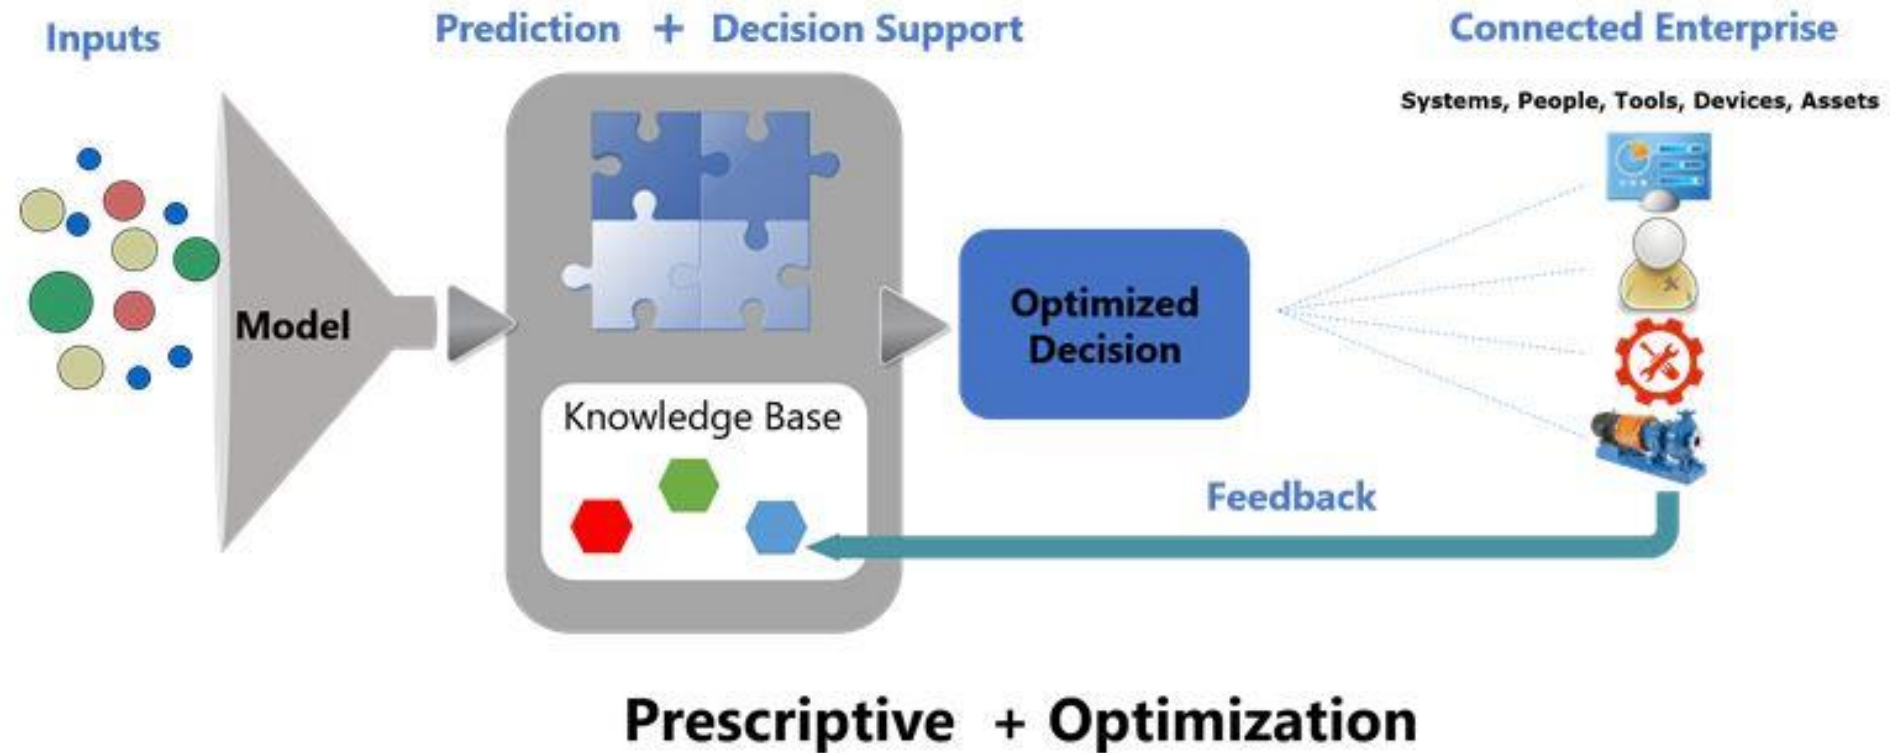 Inputs
Prediction + Decision Support
Connected Enterprise
Systems, People, Tools, Devices, Assets
Model
Optimized
Decision
Knowledge Base
Feedback
Prescriptive + Optimization